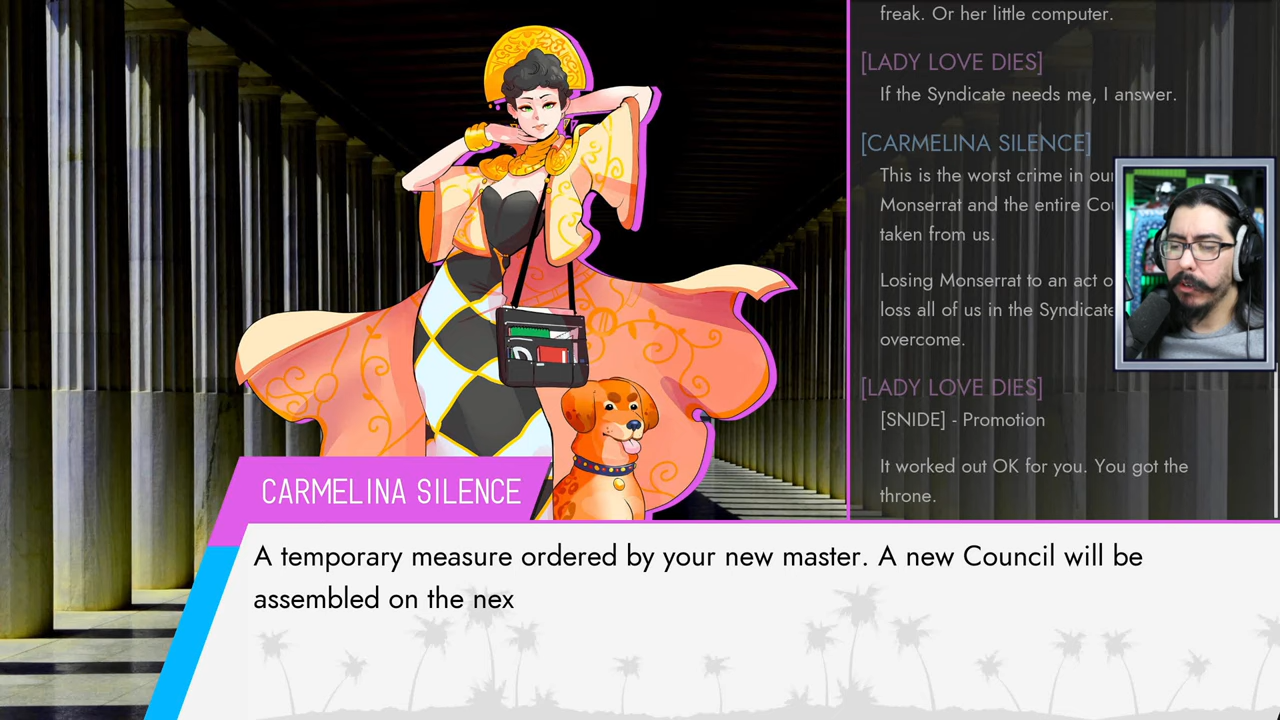 freak. Or her little computer.
[LADY LOVE DIES]
If the Syndicate needs me, I answer.
[CARMELINA SILENCE]
This is the worst crime in our
Monserrat and the entire
taken from us.
Losing Monserrat to an act
loss all of us in the Syndicate
overcome.
[LADY LOVE DIES]
[SNIDE] - Promotion
It worked out OK for you. You got the
throne.
CARMELINA SILENCE
A temporary measure ordered by your new master. A new Council will be
assembled on the nex